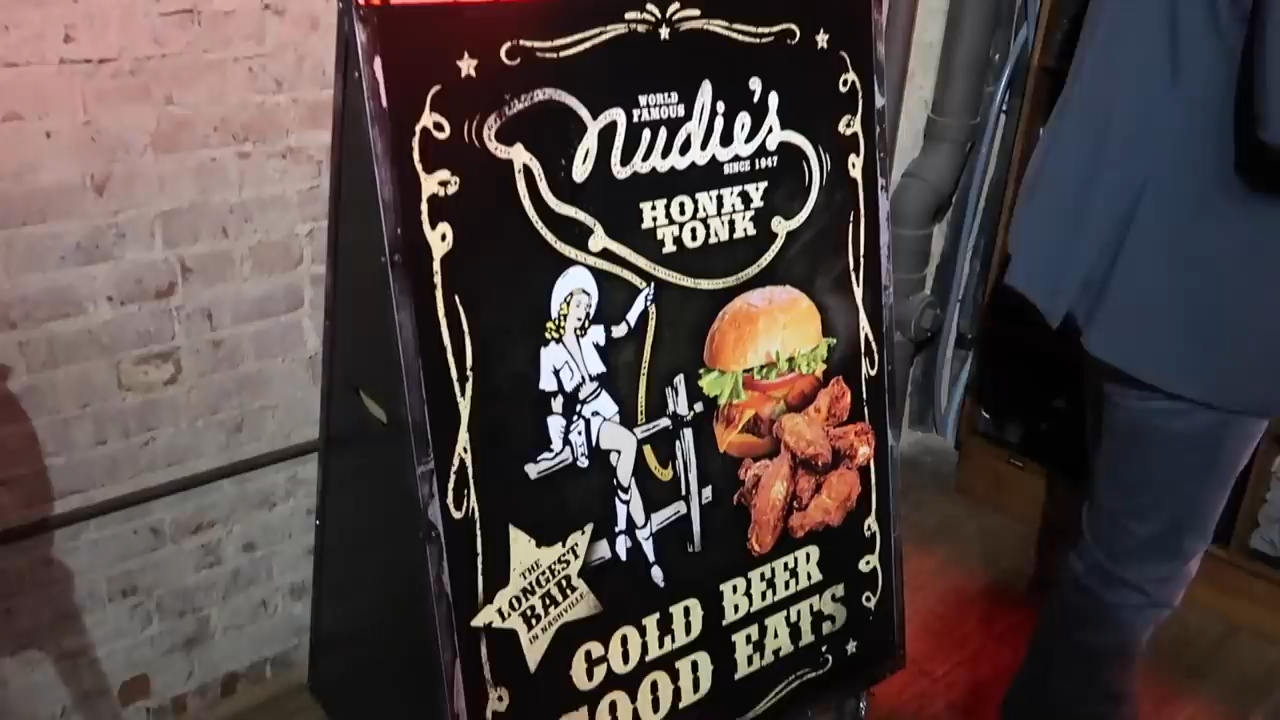 WORLD
FAMOUS
nudie's
SINCE 1947
HONKY
TONK
THE
LONGEST
BAR
IN NASHVILLE
COLD BEER
GOOD EATS